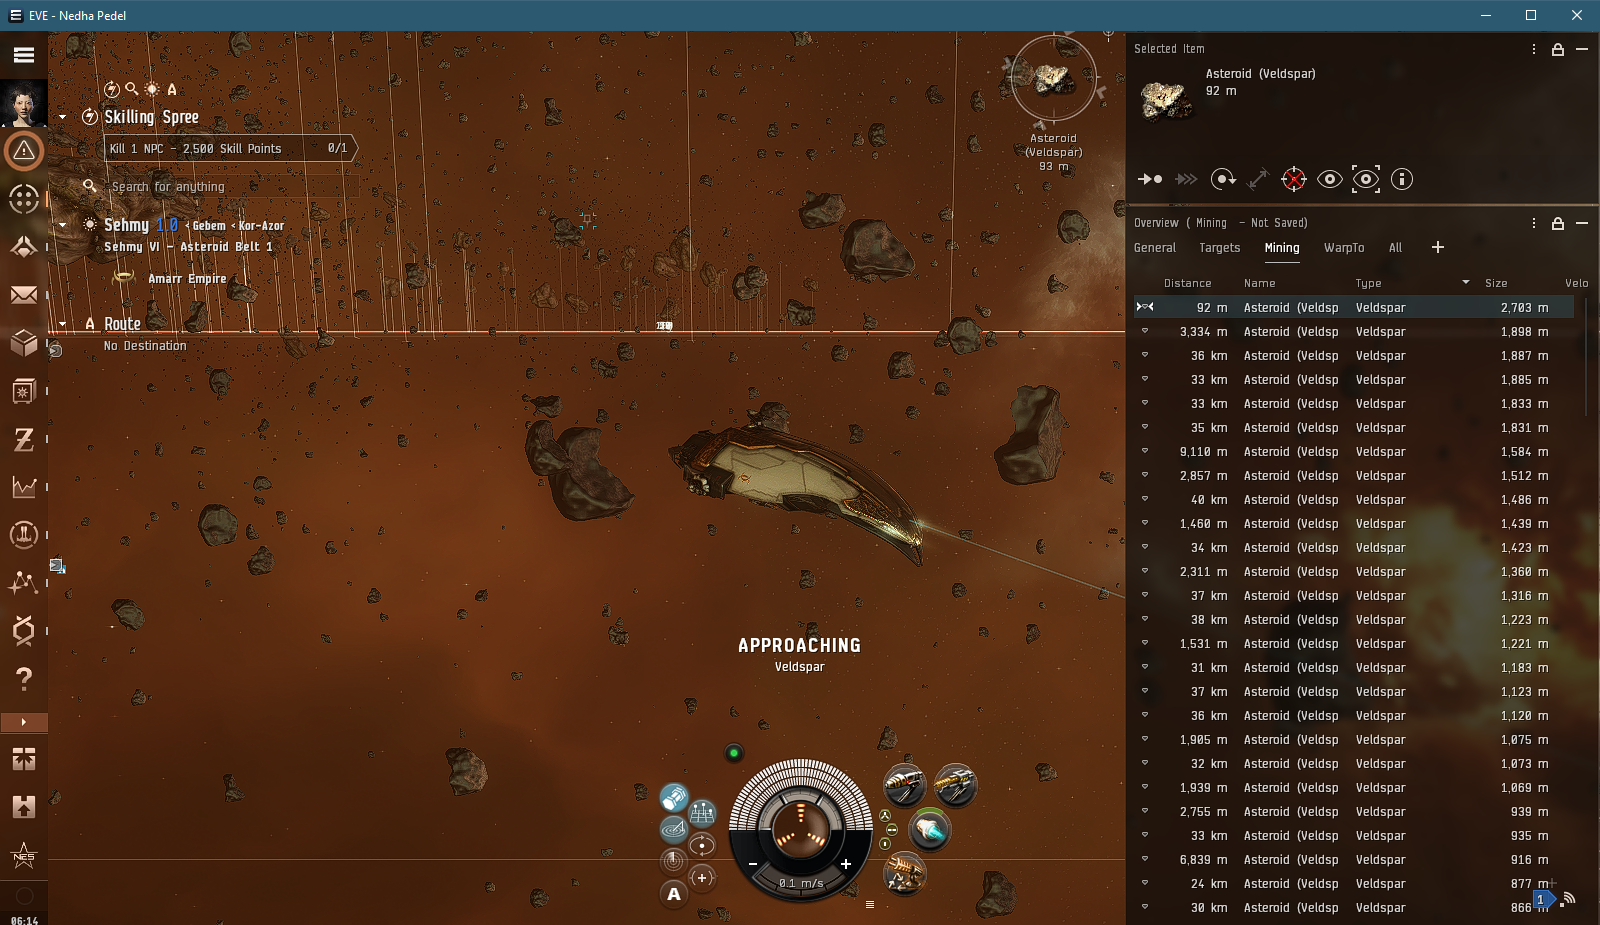 EVE - Nedha Pedel
Skilling Spree
Kill 1 NPC - 2,500 Skill Points 0/1
Search for anything
Sehmy 1.0 < Gebem < Kor-Azor
Sehmy VI - Asteroid Belt 1
Amarr Empire
A Route
No Destination
Asteroid
(Veldspar)
93 m
APPROACHING
Veldspar
0.1 m/s
A
NES
06:14
Selected Item
Asteroid (Veldspar)
92 m
Overview ( Mining - Not Saved)
General Targets Mining WarpTo All +
Distance Name Type Size Velo
92 m Asteroid (Veldsp Veldspar 2,703 m
3,334 m Asteroid (Veldsp Veldspar 1,898 m
36 km Asteroid (Veldsp Veldspar 1,887 m
33 km Asteroid (Veldsp Veldspar 1,885 m
33 km Asteroid (Veldsp Veldspar 1,833 m
35 km Asteroid (Veldsp Veldspar 1,831 m
9,110 m Asteroid (Veldsp Veldspar 1,584 m
2,857 m Asteroid (Veldsp Veldspar 1,512 m
40 km Asteroid (Veldsp Veldspar 1,486 m
1,460 m Asteroid (Veldsp Veldspar 1,439 m
34 km Asteroid (Veldsp Veldspar 1,423 m
2,311 m Asteroid (Veldsp Veldspar 1,360 m
37 km Asteroid (Veldsp Veldspar 1,316 m
38 km Asteroid (Veldsp Veldspar 1,223 m
1,531 m Asteroid (Veldsp Veldspar 1,221 m
31 km Asteroid (Veldsp Veldspar 1,183 m
37 km Asteroid (Veldsp Veldspar 1,123 m
36 km Asteroid (Veldsp Veldspar 1,120 m
1,905 m Asteroid (Veldsp Veldspar 1,075 m
32 km Asteroid (Veldsp Veldspar 1,073 m
1,939 m Asteroid (Veldsp Veldspar 1,069 m
2,755 m Asteroid (Veldsp Veldspar 939 m
33 km Asteroid (Veldsp Veldspar 935 m
6,839 m Asteroid (Veldsp Veldspar 916 m
24 km Asteroid (Veldsp Veldspar 877 m
30 km Asteroid (Veldsp Veldspar 866 m
1